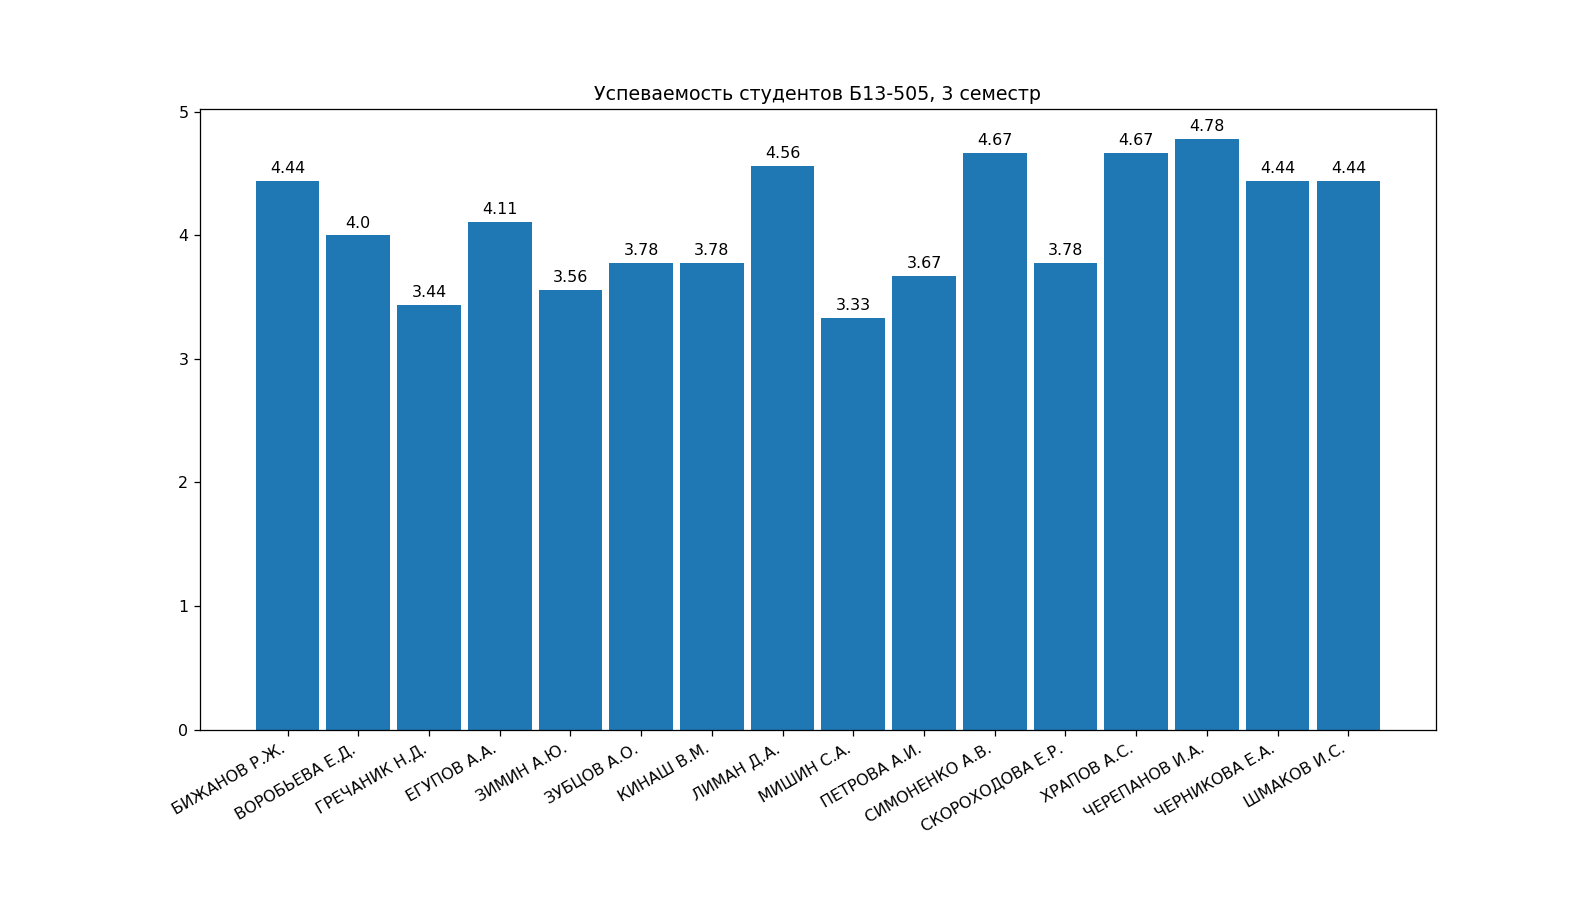 Успеваемость студентов Б13-505, 3 семестр
5
4
3
2
1
0
4.44
4.0
3.44
4.11
3.56
3.78
3.78
4.56
3.33
3.67
4.67
3.78
4.67
4.78
4.44
4.44
БИЖАНОВ Р.Ж.
ВОРОБЬЕВА Е.Д.
ГРЕЧАНИК Н.Д.
ЕГУПОВ А.А.
ЗИМИН А.Ю.
ЗУБЦОВ А.О.
КИНАШ В.М.
ЛИМАН Д.А.
МИШИН С.А.
ПЕТРОВА А.И.
СИМОНЕНКО А.В.
СКОРОХОДОВА Е.Р.
ХРАПОВ А.С.
ЧЕРЕПАНОВ И.А.
ЧЕРНИКОВА Е.А.
ШМАКОВ И.С.